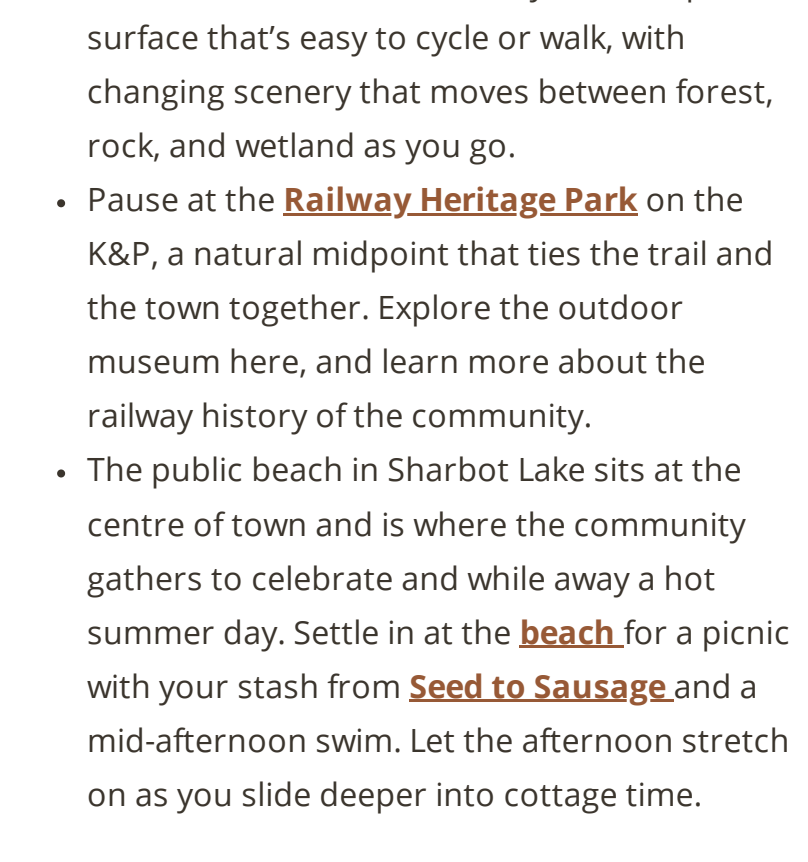 surface that’s easy to cycle or walk, with
changing scenery that moves between forest,
rock, and wetland as you go.
• Pause at the Railway Heritage Park on the
K&P, a natural midpoint that ties the trail and
the town together. Explore the outdoor
museum here, and learn more about the
railway history of the community.
• The public beach in Sharbot Lake sits at the
centre of town and is where the community
gathers to celebrate and while away a hot
summer day. Settle in at the beach for a picnic
with your stash from Seed to Sausage and a
mid-afternoon swim. Let the afternoon stretch
on as you slide deeper into cottage time.